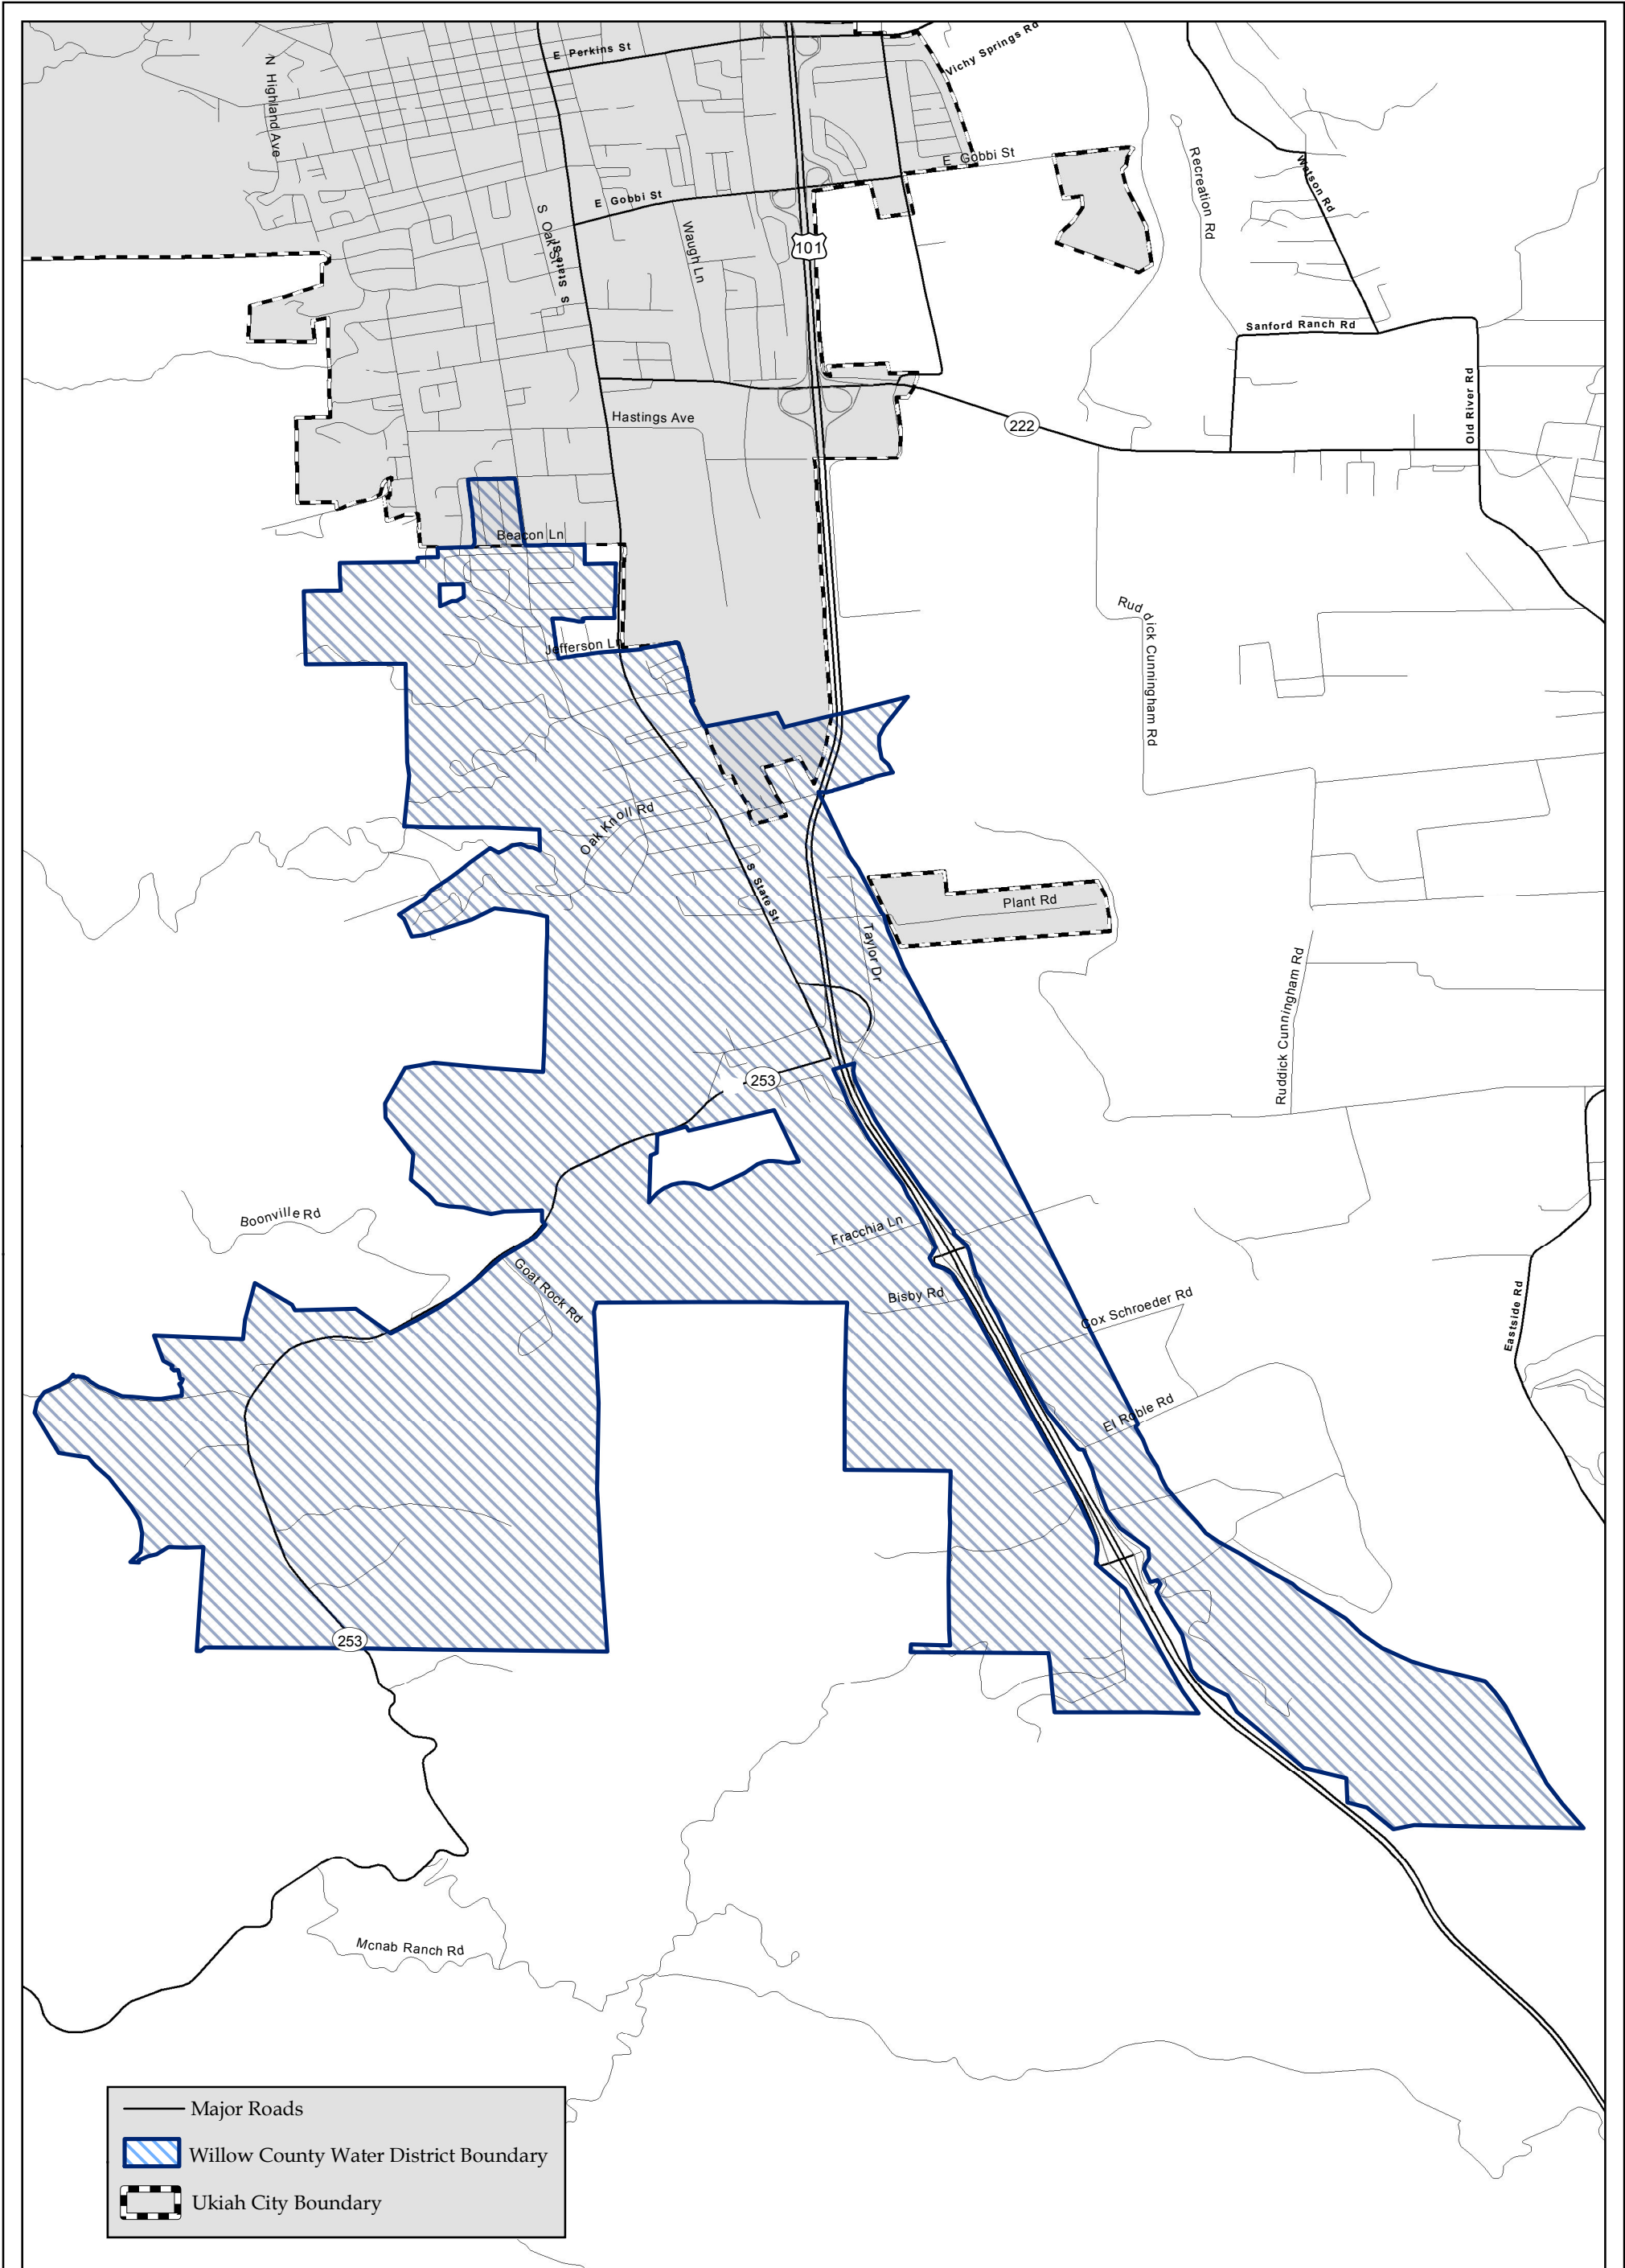 E Perkins St
Vichy Springs Rd
N Highland Ave
E Gobbi St
Recreation Rd
Watson Rd
E Gobbi St
S Oak St
S State St
Waugh Ln
101
Sanford Ranch Rd
Old River Rd
Hastings Ave
222
Beacon Ln
Ruddick Cunningham Rd
Jefferson Ln
Oak Knoll Rd
S State St
Plant Rd
Taylor Dr
Ruddick Cunningham Rd
253
Boonville Rd
Fracchia Ln
Goat Rock Rd
Bisby Rd
Cox Schroeder Rd
Eastside Rd
El Roble Rd
253
Mcnab Ranch Rd
Major Roads
Willow County Water District Boundary
Ukiah City Boundary